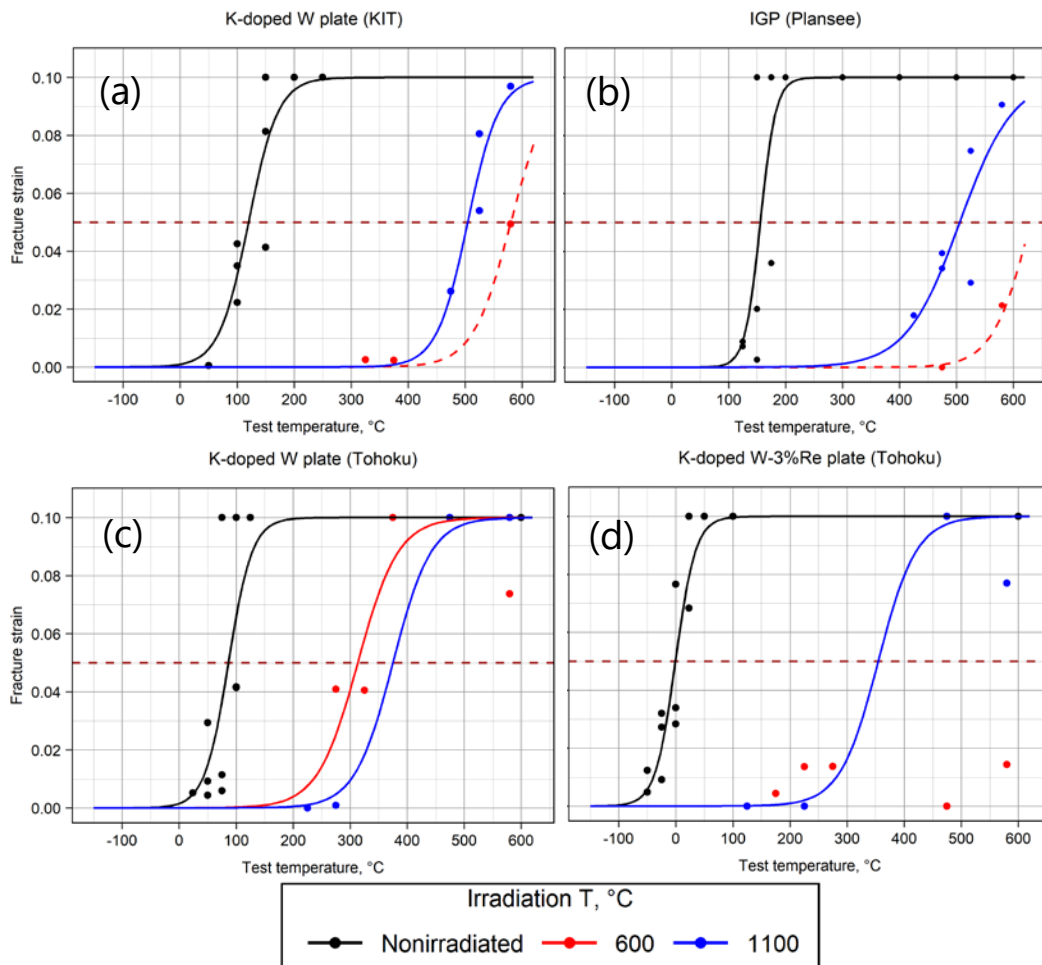 K-doped W plate (KIT)
IGP (Plansee)
(a)
(b)
Fracture strain
0.10
0.08
0.06
0.04
0.02
0.00
-100 0 100 200 300 400 500 600
-100 0 100 200 300 400 500 600
Test temperature, °C
Test temperature, °C
K-doped W plate (Tohoku)
K-doped W-3%Re plate (Tohoku)
(c)
(d)
Fracture strain
0.10
0.08
0.06
0.04
0.02
0.00
-100 0 100 200 300 400 500 600
-100 0 100 200 300 400 500 600
Test temperature, °C
Test temperature, °C
Irradiation T, °C
Nonirradiated 600 1100